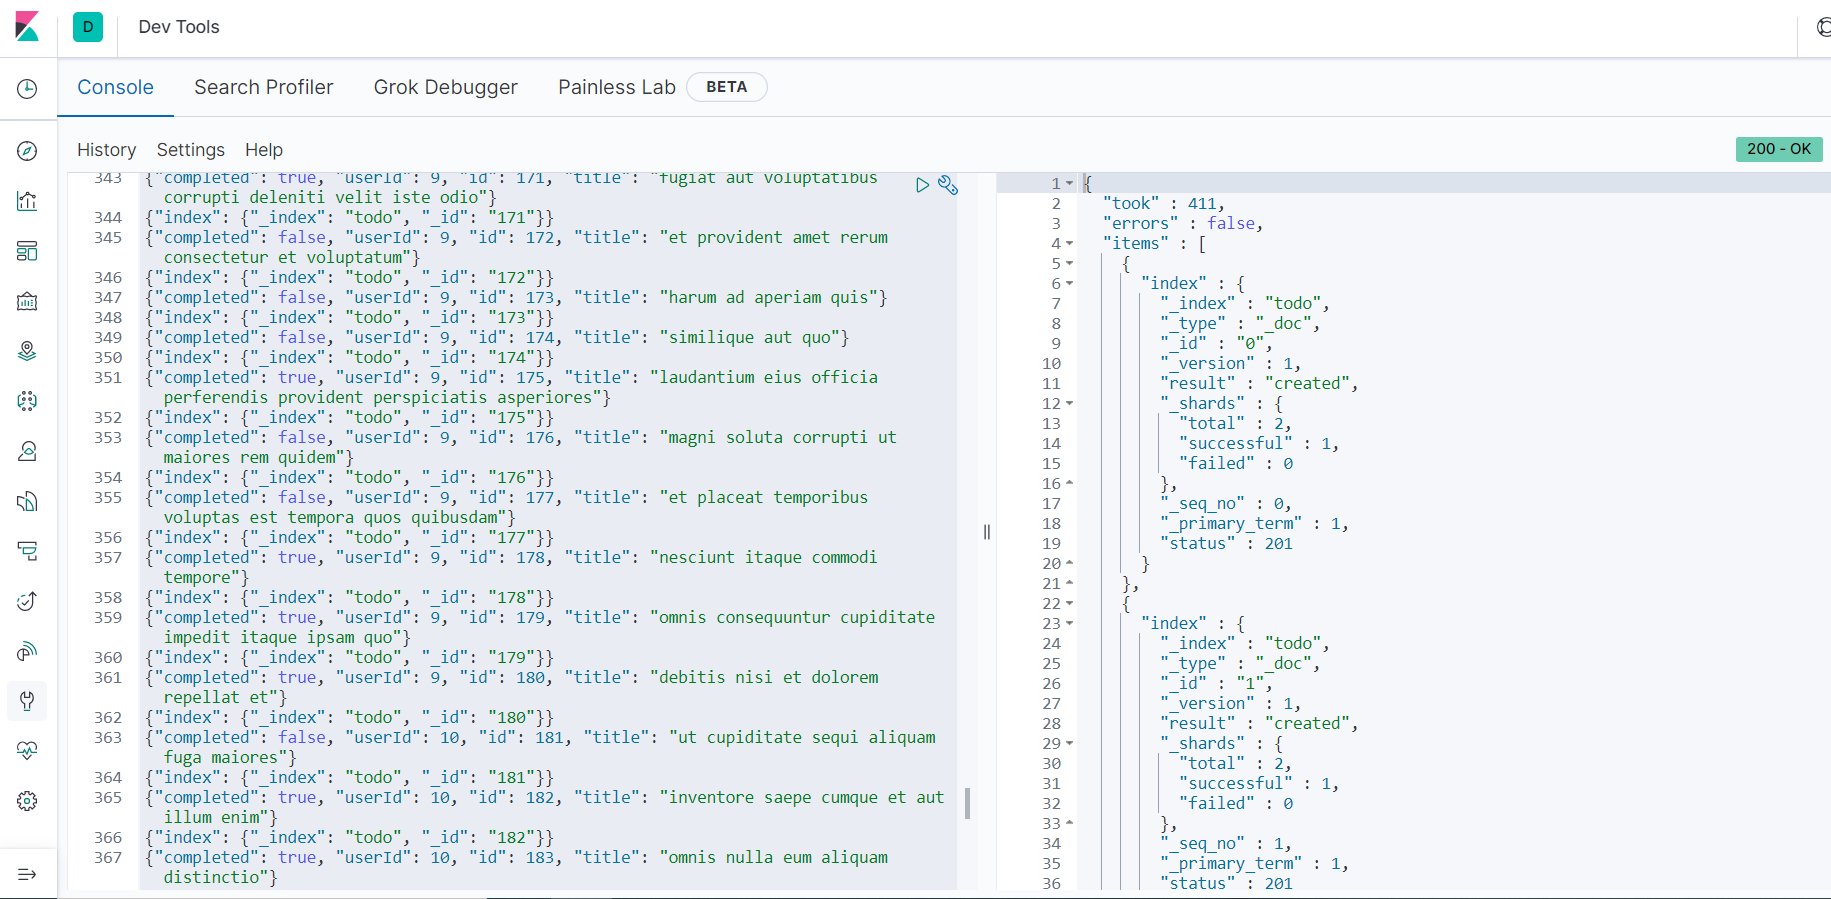 D Dev Tools
Console Search Profiler Grok Debugger Painless Lab BETA
History Settings Help
200 - OK
343 {"completed": true, "userId": 9, "id": 171, "title": "fugiat aut voluptatibus
corrupti deleniti velit iste odio"}
344 {"index": {"_index": "todo", "_id": "171"}}
345 {"completed": false, "userId": 9, "id": 172, "title": "et provident amet rerum
consectetur et voluptatum"}
346 {"index": {"_index": "todo", "_id": "172"}}
347 {"completed": false, "userId": 9, "id": 173, "title": "harum ad aperiam quis"}
348 {"index": {"_index": "todo", "_id": "173"}}
349 {"completed": false, "userId": 9, "id": 174, "title": "similique aut quo"}
350 {"index": {"_index": "todo", "_id": "174"}}
351 {"completed": true, "userId": 9, "id": 175, "title": "laudantium eius officia
perferendis provident perspiciatis asperiores"}
352 {"index": {"_index": "todo", "_id": "175"}}
353 {"completed": false, "userId": 9, "id": 176, "title": "magni soluta corrupti ut
maiores rem quidem"}
354 {"index": {"_index": "todo", "_id": "176"}}
355 {"completed": false, "userId": 9, "id": 177, "title": "et placeat temporibus
voluptas est tempora quos quibusdam"}
356 {"index": {"_index": "todo", "_id": "177"}}
357 {"completed": true, "userId": 9, "id": 178, "title": "nesciunt itaque commodi
tempore"}
358 {"index": {"_index": "todo", "_id": "178"}}
359 {"completed": true, "userId": 9, "id": 179, "title": "omnis consequuntur cupiditate
impedit itaque ipsam quo"}
360 {"index": {"_index": "todo", "_id": "179"}}
361 {"completed": true, "userId": 9, "id": 180, "title": "debitis nisi et dolorem
repellat et"}
362 {"index": {"_index": "todo", "_id": "180"}}
363 {"completed": false, "userId": 10, "id": 181, "title": "ut cupiditate sequi aliquam
fuga maiores"}
364 {"index": {"_index": "todo", "_id": "181"}}
365 {"completed": true, "userId": 10, "id": 182, "title": "inventore saepe cumque et aut
illum enim"}
366 {"index": {"_index": "todo", "_id": "182"}}
367 {"completed": true, "userId": 10, "id": 183, "title": "omnis nulla eum aliquam
distinctio"}
1 {
2 "took" : 411,
3 "errors" : false,
4 "items" : [
5 {
6 "index" : {
7 "_index" : "todo",
8 "_type" : "_doc",
9 "_id" : "0",
10 "_version" : 1,
11 "result" : "created",
12 "_shards" : {
13 "total" : 2,
14 "successful" : 1,
15 "failed" : 0
16 },
17 "_seq_no" : 0,
18 "_primary_term" : 1,
19 "status" : 201
20 }
21 },
22 {
23 "index" : {
24 "_index" : "todo",
25 "_type" : "_doc",
26 "_id" : "1",
27 "_version" : 1,
28 "result" : "created",
29 "_shards" : {
30 "total" : 2,
31 "successful" : 1,
32 "failed" : 0
33 },
34 "_seq_no" : 1,
35 "_primary_term" : 1,
36 "status" : 201